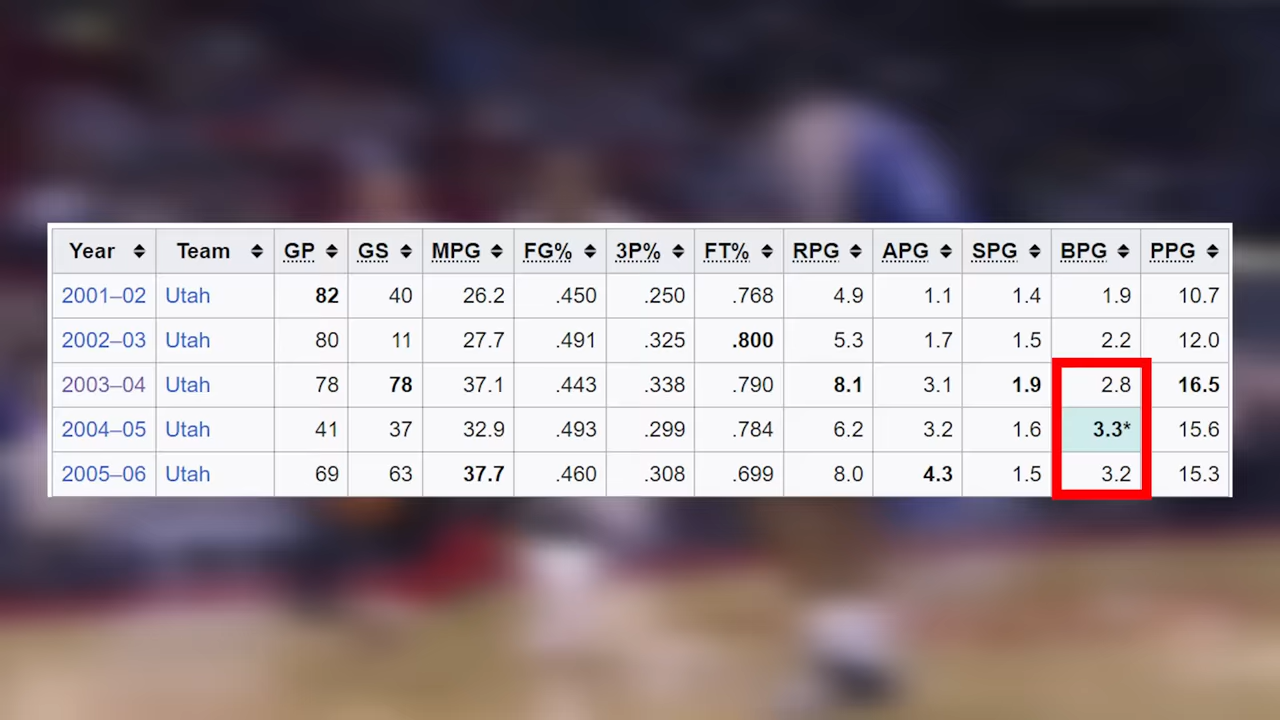 Year Team GP GS MPG FG% 3P% FT% RPG APG SPG BPG PPG
2001–02 Utah 82 40 26.2 .450 .250 .768 4.9 1.1 1.4 1.9 10.7
2002–03 Utah 80 11 27.7 .491 .325 .800 5.3 1.7 1.5 2.2 12.0
2003–04 Utah 78 78 37.1 .443 .338 .790 8.1 3.1 1.9 2.8 16.5
2004–05 Utah 41 37 32.9 .493 .299 .784 6.2 3.2 1.6 3.3* 15.6
2005–06 Utah 69 63 37.7 .460 .308 .699 8.0 4.3 1.5 3.2 15.3